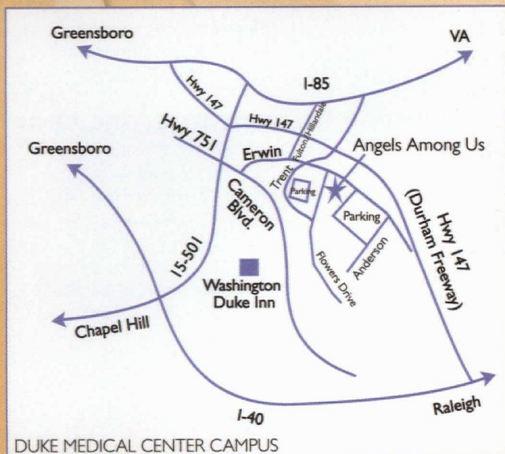 Greensboro
VA
I-85
Hwy 147
Hwy 147
Fulton/Hillandale
Hwy 751
Erwin
Angels Among Us
Greensboro
Trent
Parking
Cameron
Blvd.
Parking
Hwy 147
(Durham Freeway)
15-501
Anderson
Flowers Drive
Washington
Duke Inn
Chapel Hill
I-40
Raleigh
DUKE MEDICAL CENTER CAMPUS